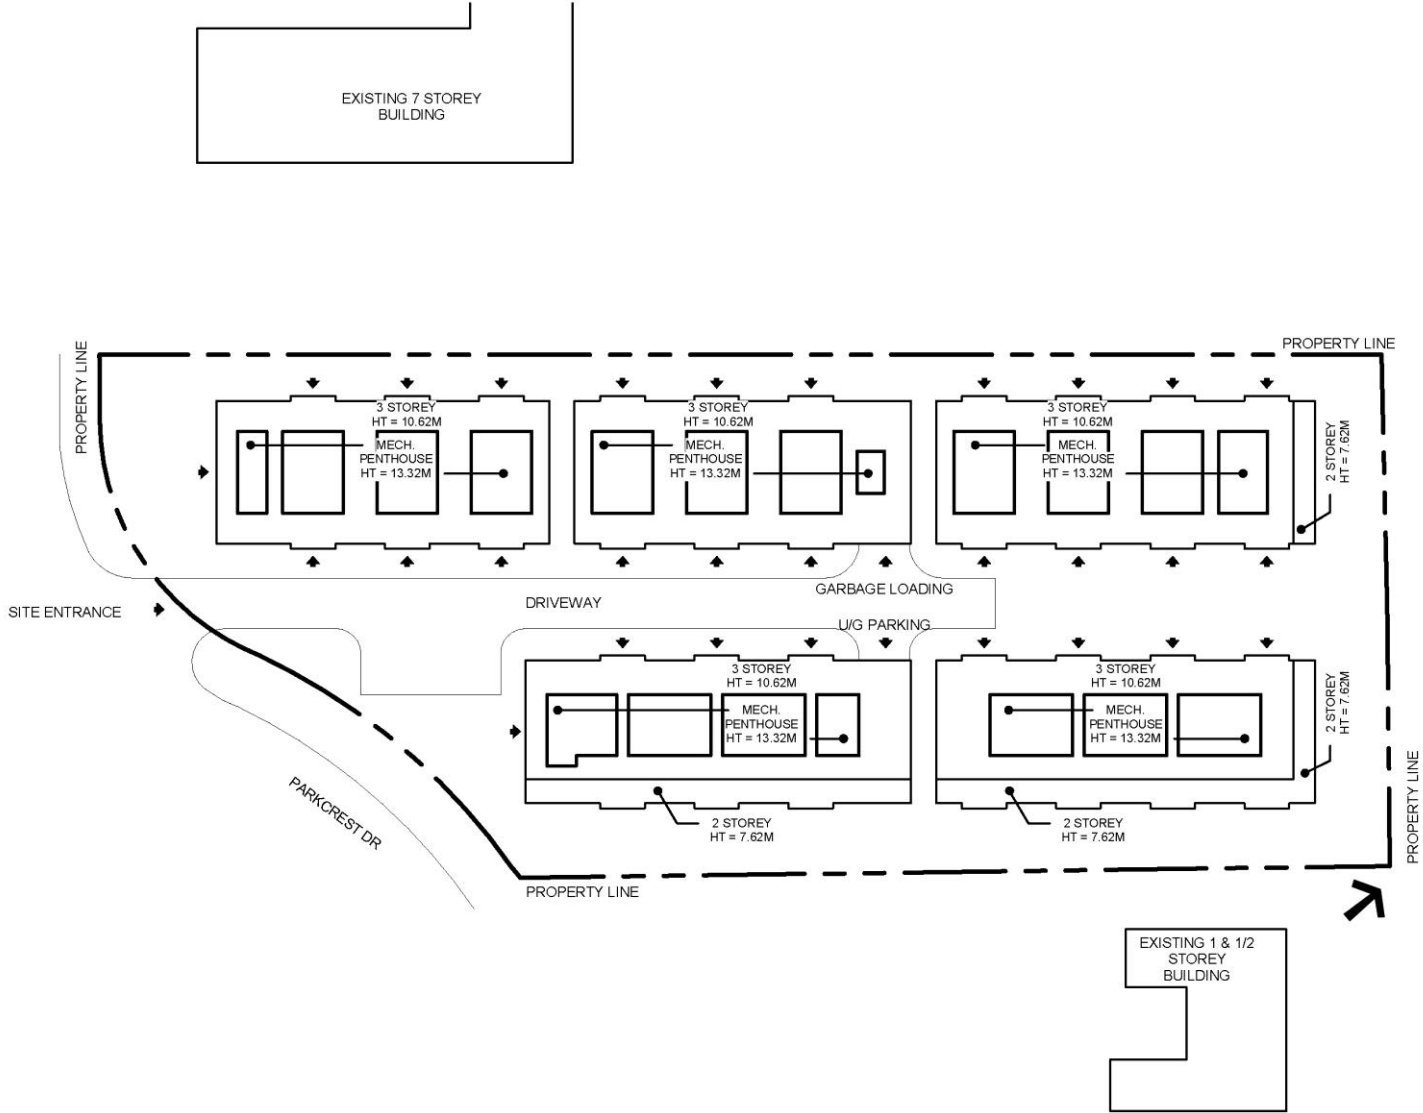 EXISTING 7 STOREY
BUILDING
PROPERTY LINE
PROPERTY LINE
3 STOREY
HT = 10.62M
MECH.
PENTHOUSE
HT = 13.32M
3 STOREY
HT = 10.62M
MECH.
PENTHOUSE
HT = 13.32M
3 STOREY
HT = 10.62M
MECH.
PENTHOUSE
HT = 13.32M
2 STOREY
HT = 7.62M
SITE ENTRANCE
DRIVEWAY
GARBAGE LOADING
U/G PARKING
3 STOREY
HT = 10.62M
MECH.
PENTHOUSE
HT = 13.32M
3 STOREY
HT = 10.62M
MECH.
PENTHOUSE
HT = 13.32M
2 STOREY
HT = 7.62M
PARKCREST DR
2 STOREY
HT = 7.62M
2 STOREY
HT = 7.62M
PROPERTY LINE
PROPERTY LINE
EXISTING 1 & 1/2
STOREY
BUILDING